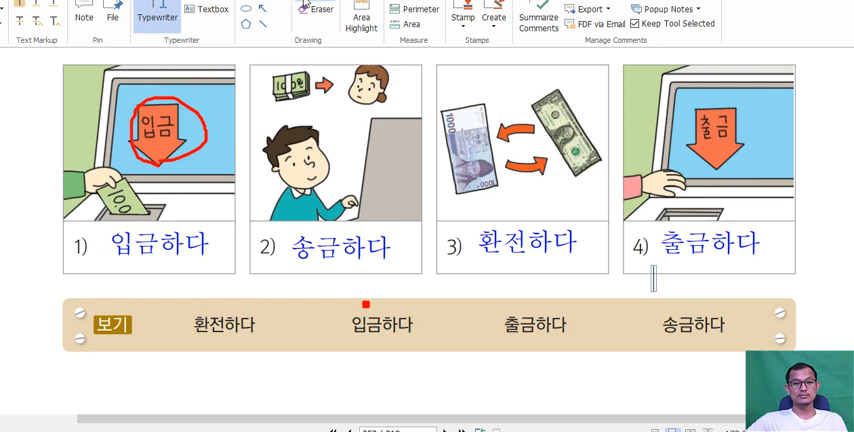 Typewriter
Note
File
Textbox
Eraser
Area
Highlight
Perimeter
Area
Stamp
Create
Summarize
Comments
Export
FDF via Email
Popup Notes
Keep Tool Selected
Text Markup
Pin
Typewriter
Drawing
Measure
Stamps
Manage Comments
입금
출금
1) 입금하다
2) 송금하다
3) 환전하다
4) 출금하다
보기 환전하다 입금하다 출금하다 송금하다